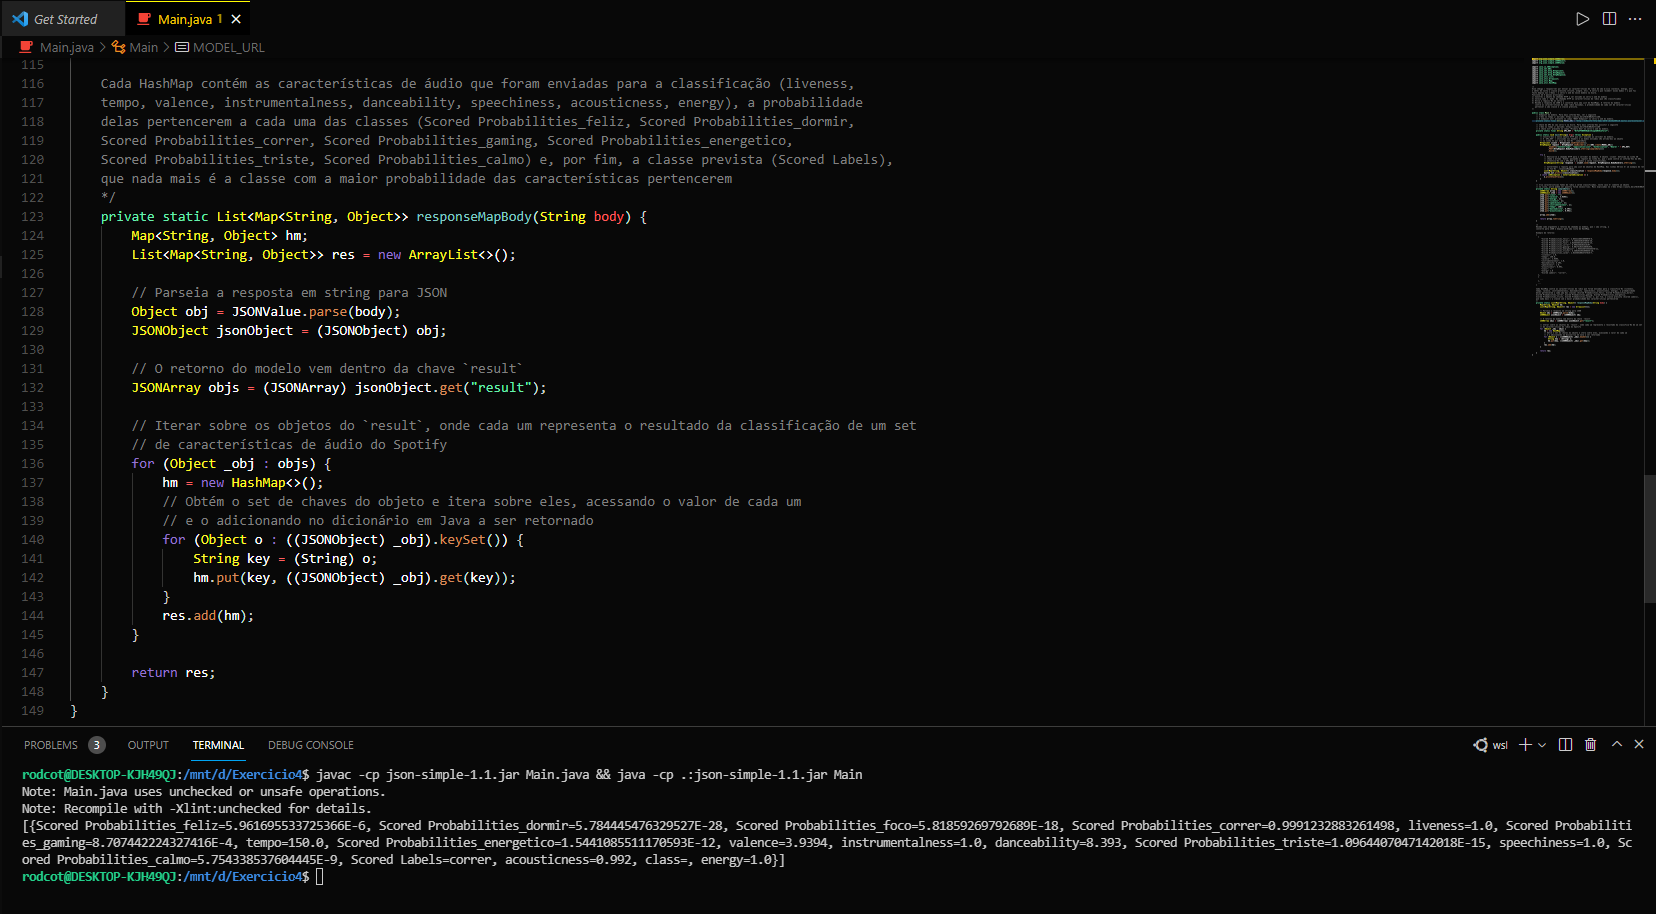 Get Started
Main.java 1
Main.java > Main > MODEL_URL
115
116 Cada HashMap contém as características de áudio que foram enviadas para a classificação (liveness,
117 tempo, valence, instrumentalness, danceability, speechiness, acousticness, energy), a probabilidade
118 delas pertencerem a cada uma das classes (Scored Probabilities_feliz, Scored Probabilities_dormir,
119 Scored Probabilities_correr, Scored Probabilities_gaming, Scored Probabilities_energetico,
120 Scored Probabilities_triste, Scored Probabilities_calmo) e, por fim, a classe prevista (Scored Labels),
121 que nada mais é a classe com a maior probabilidade das características pertencerem
122 */
123 private static List<Map<String, Object>> responseMapBody(String body) {
124 Map<String, Object> hm;
125 List<Map<String, Object>> res = new ArrayList<>();
126
127 // Parseia a resposta em string para JSON
128 Object obj = JSONValue.parse(body);
129 JSONObject jsonObject = (JSONObject) obj;
130
131 // O retorno do modelo vem dentro da chave `result`
132 JSONArray objs = (JSONArray) jsonObject.get("result");
133
134 // Iterar sobre os objetos do `result`, onde cada um representa o resultado da classificação de um set
135 // de características de áudio do Spotify
136 for (Object _obj : objs) {
137 hm = new HashMap<>();
138 // Obtém o set de chaves do objeto e itera sobre eles, acessando o valor de cada um
139 // e o adicionando no dicionário em Java a ser retornado
140 for (Object o : ((JSONObject) _obj).keySet()) {
141 String key = (String) o;
142 hm.put(key, ((JSONObject) _obj).get(key));
143 }
144 res.add(hm);
145 }
146
147 return res;
148 }
149 }
PROBLEMS 3 OUTPUT TERMINAL DEBUG CONSOLE
wsl
rodcot@DESKTOP-KJH49QJ:/mnt/d/Exercicio4$ javac -cp json-simple-1.1.jar Main.java && java -cp .:json-simple-1.1.jar Main
Note: Main.java uses unchecked or unsafe operations.
Note: Recompile with -Xlint:unchecked for details.
[{Scored Probabilities_feliz=5.961695533725366E-6, Scored Probabilities_dormir=5.784445476329527E-28, Scored Probabilities_foco=5.81859269792689E-18, Scored Probabilities_correr=0.9991232883261498, liveness=1.0, Scored Probabiliti
es_gaming=8.707442224327416E-4, tempo=150.0, Scored Probabilities_energetico=1.5441085511170593E-12, valence=3.9394, instrumentalness=1.0, danceability=8.393, Scored Probabilities_triste=1.0964407047142018E-15, speechiness=1.0, Sc
ored Probabilities_calmo=5.754338537604445E-9, Scored Labels=correr, acousticness=0.992, class=, energy=1.0}]
rodcot@DESKTOP-KJH49QJ:/mnt/d/Exercicio4$